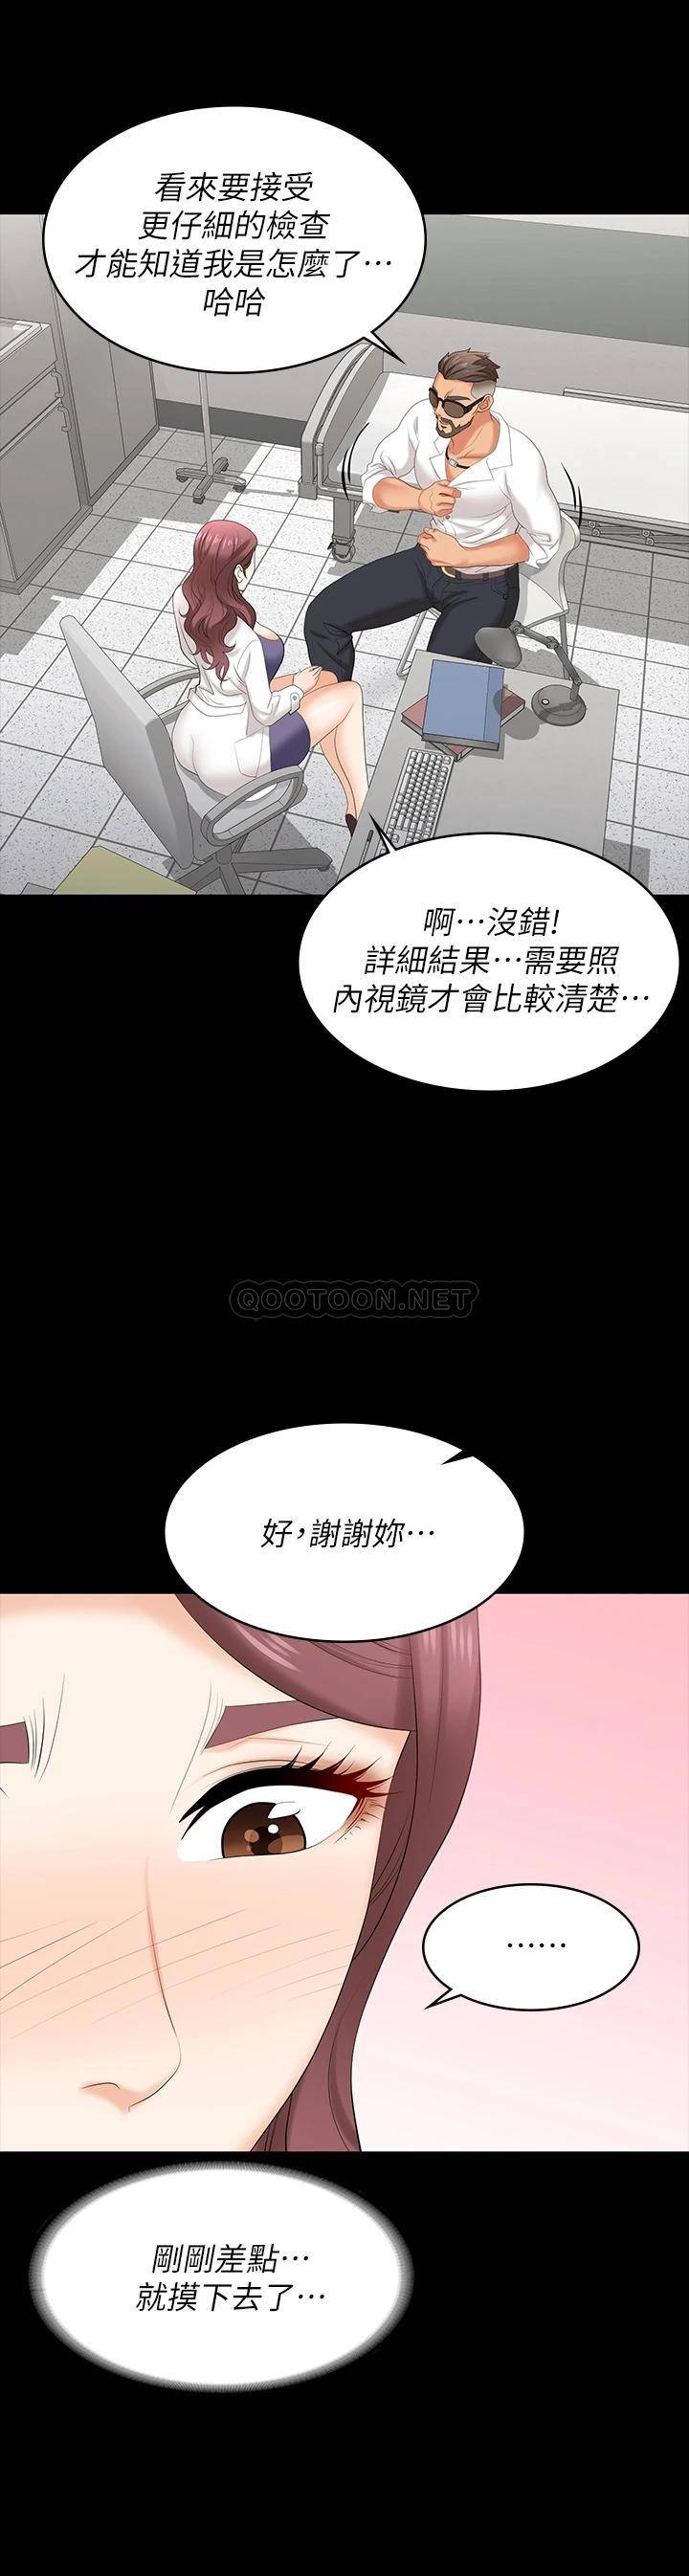 看來要接受
更仔細的檢查
才能知道我是怎麼了⋯
哈哈
啊⋯沒錯!
詳細結果⋯需要照
內視鏡才會比較清楚⋯
QOOTOON.NET
好,謝謝妳⋯
⋯⋯
剛剛差點⋯
就摸下去了⋯